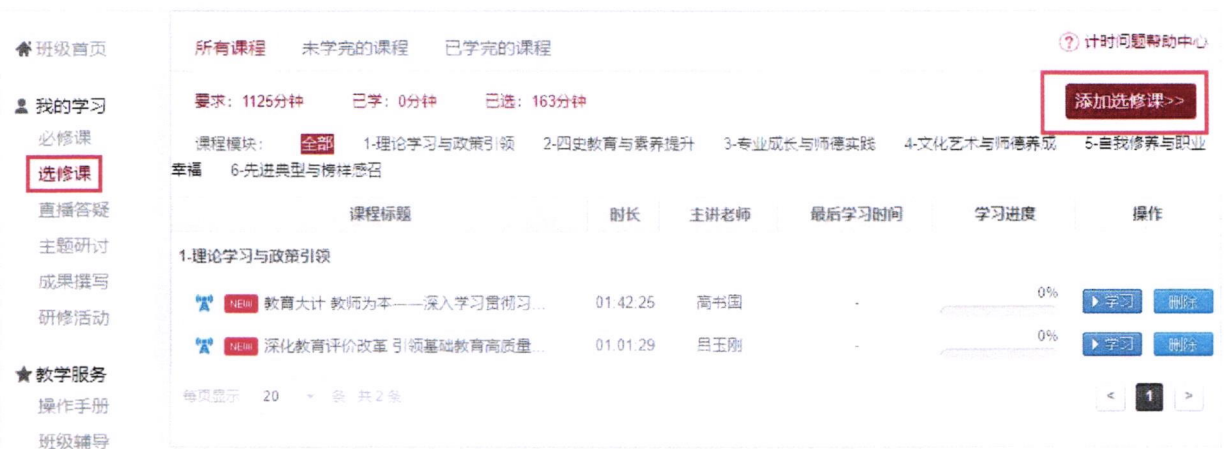 班级首页
我的学习
必修课
选修课
直播答疑
主题研讨
成果撰写
研修活动
教学服务
操作手册
班级辅导
所有课程 未学完的课程 已学完的课程
? 计时问题帮助中心
要求：1125分钟 已学：0分钟 已选：163分钟
添加选修课>>
课程模块： 全部 1-理论学习与政策引领 2-四史教育与素养提升 3-专业成长与师德实践 4-文化艺术与师德养成 5-自我修养与职业
幸福 6-先进典型与榜样感召
课程标题 时长 主讲老师 最后学习时间 学习进度 操作
1-理论学习与政策引领
NEW 教育大计 教师为本——深入学习贯彻习... 01:42:25 高书国 - 0% 学习 删除
NEW 深化教育评价改革 引领基础教育高质量... 01:01:29 吕玉刚 - 0% 学习 删除
每页显示 20 条 共2条
< 1 >